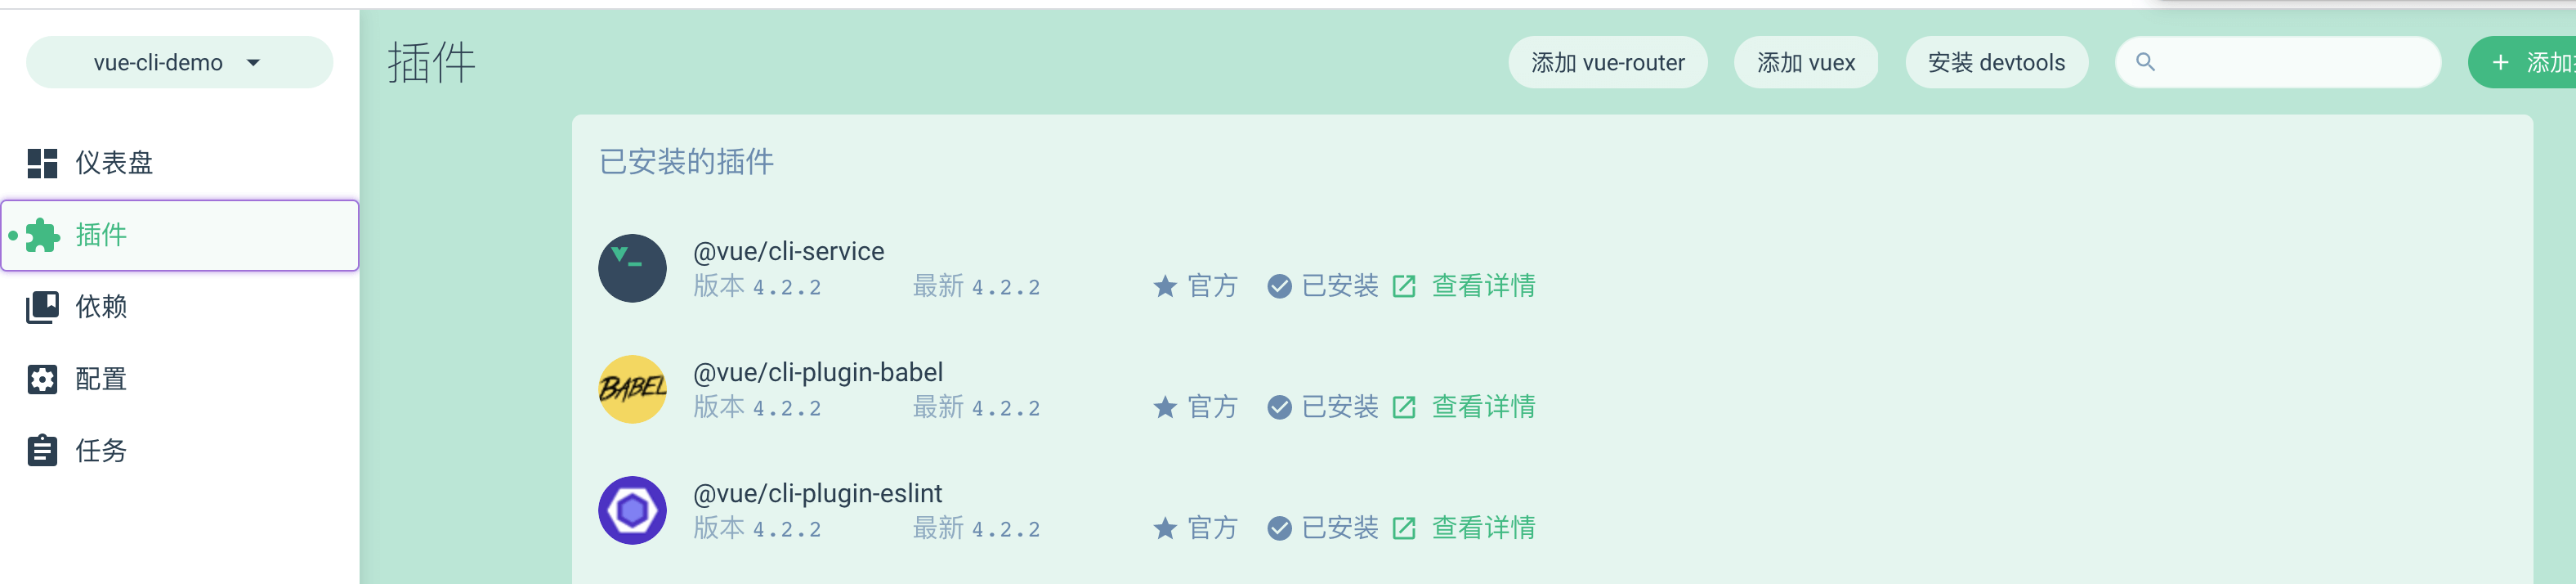 vue-cli-demo
插件
添加 vue-router
添加 vuex
安装 devtools
添加
仪表盘
插件
依赖
配置
任务
已安装的插件
@vue/cli-service
版本 4.2.2 最新 4.2.2 官方 已安装 查看详情
BABEL
@vue/cli-plugin-babel
版本 4.2.2 最新 4.2.2 官方 已安装 查看详情
@vue/cli-plugin-eslint
版本 4.2.2 最新 4.2.2 官方 已安装 查看详情